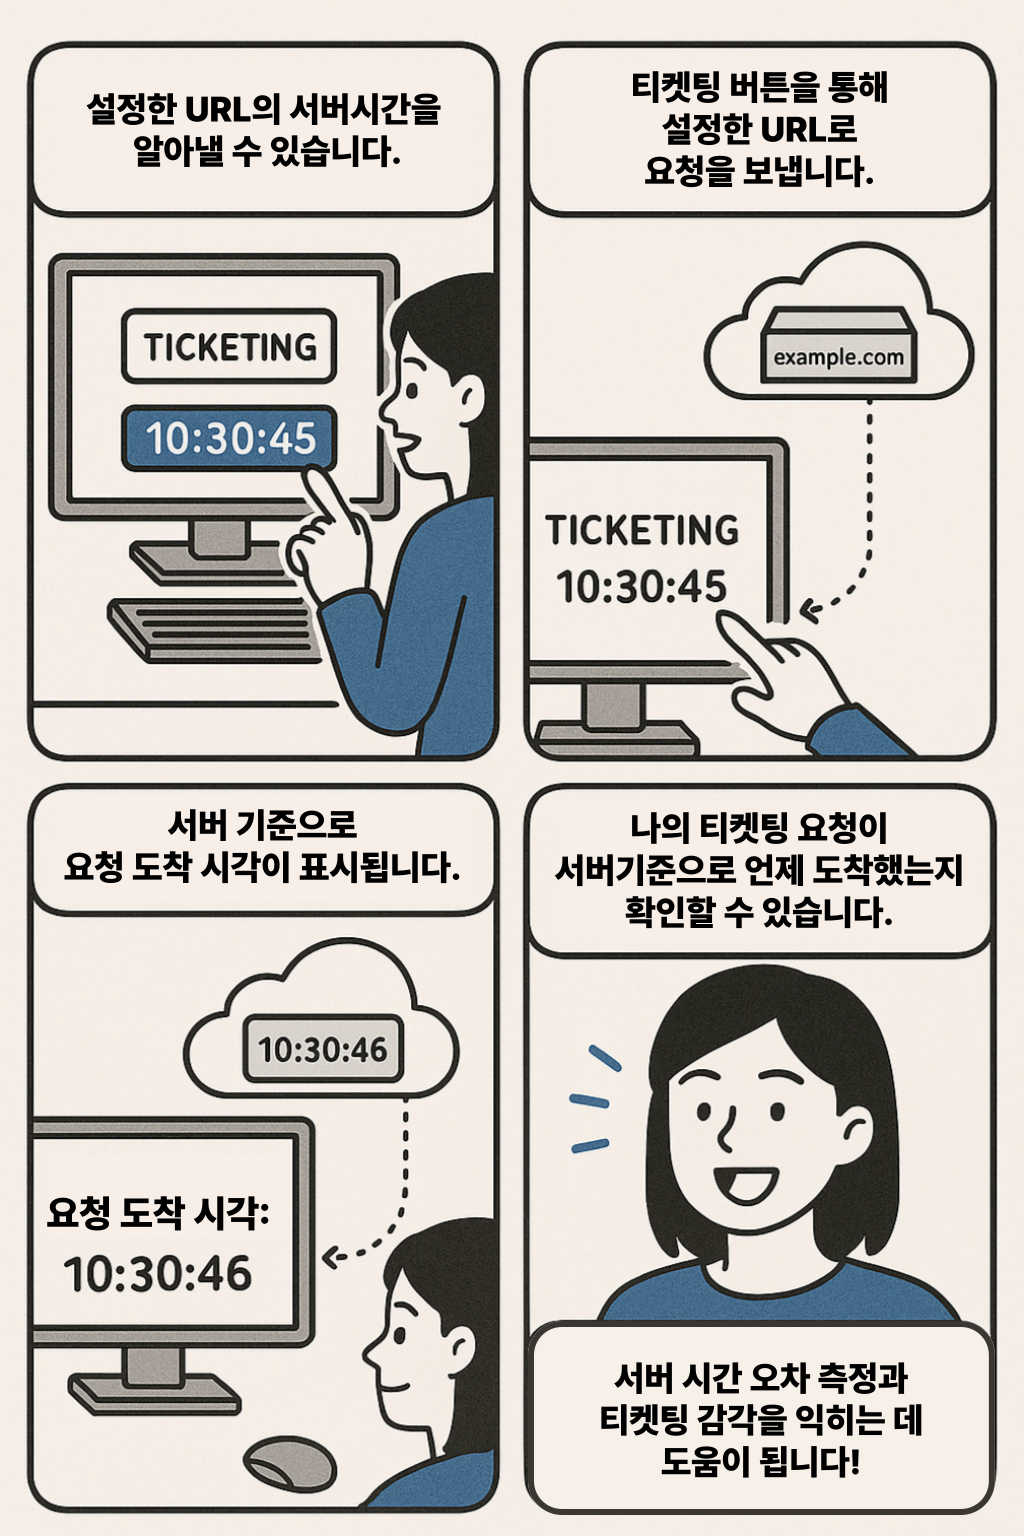 설정한 URL의 서버시간을
알아낼 수 있습니다.
TICKETING
10:30:45
티켓팅 버튼을 통해
설정한 URL로
요청을 보냅니다.
example.com
TICKETING
10:30:45
서버 기준으로
요청 도착 시각이 표시됩니다.
10:30:46
요청 도착 시각:
10:30:46
나의 티켓팅 요청이
서버기준으로 언제 도착했는지
확인할 수 있습니다.
서버 시간 오차 측정과
티켓팅 감각을 익히는 데
도움이 됩니다!